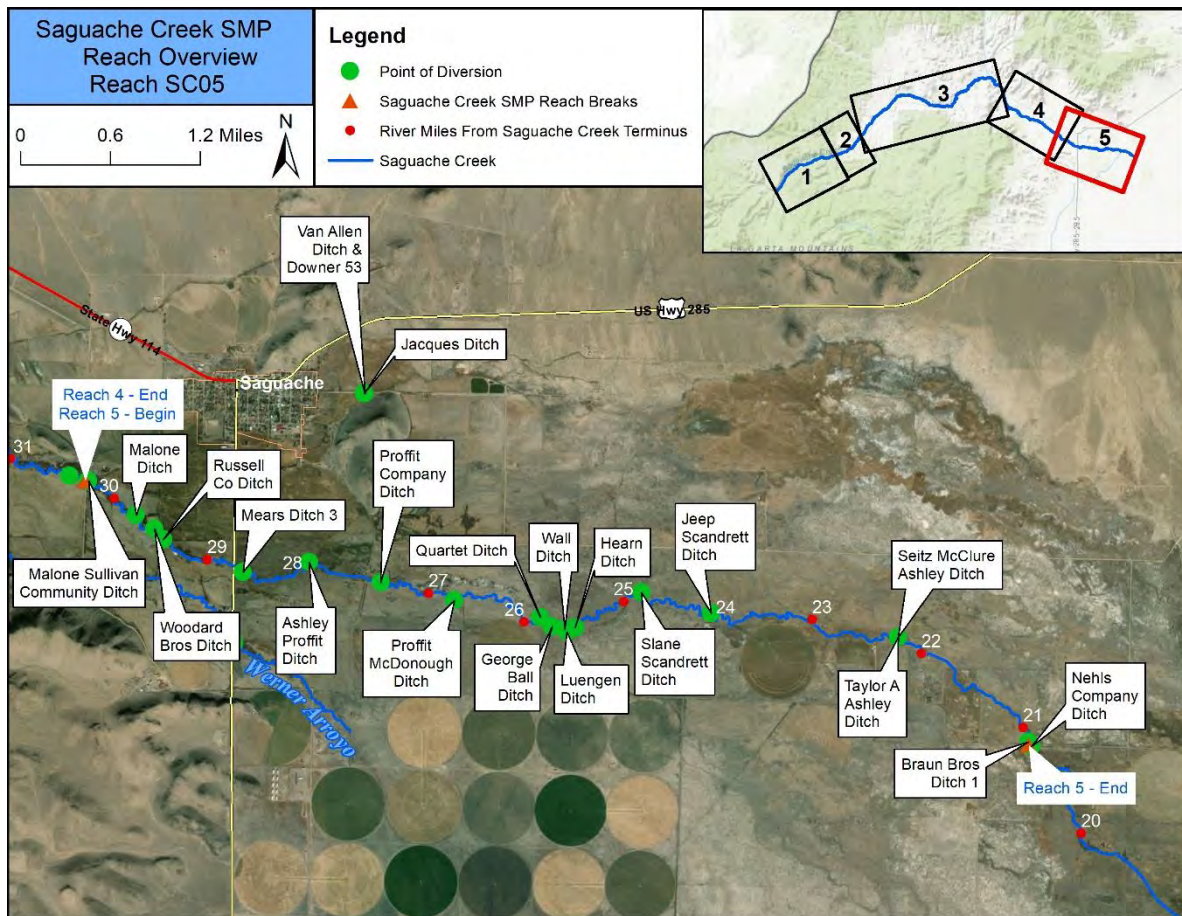 Saguache Creek SMP
Reach Overview
Reach SC05
0 0.6 1.2 Miles
N
Legend
Point of Diversion
Saguache Creek SMP Reach Breaks
River Miles From Saguache Creek Terminus
Saguache Creek
1
2
3
4
5
LA GARTA MOUNTAINS
Van Allen
Ditch &
Downer 53
State Hwy 114
US Hwy 285
Jacques Ditch
Saguache
Reach 4 - End
Reach 5 - Begin
31
30
Malone
Ditch
Russell
Co Ditch
Mears Ditch 3
Proffit
Company
Ditch
29
28
27
26
25
24
23
22
21
20
Quartet Ditch
Wall
Ditch
Hearn
Ditch
Jeep
Scandrett
Ditch
Seitz McClure
Ashley Ditch
Malone Sullivan
Community Ditch
Woodard
Bros Ditch
Ashley
Proffit
Ditch
Proffit
McDonough
Ditch
George
Ball
Ditch
Luengen
Ditch
Slane
Scandrett
Ditch
Taylor A
Ashley
Ditch
Nehls
Company
Ditch
Braun Bros
Ditch 1
Reach 5 - End
Werner Arroyo